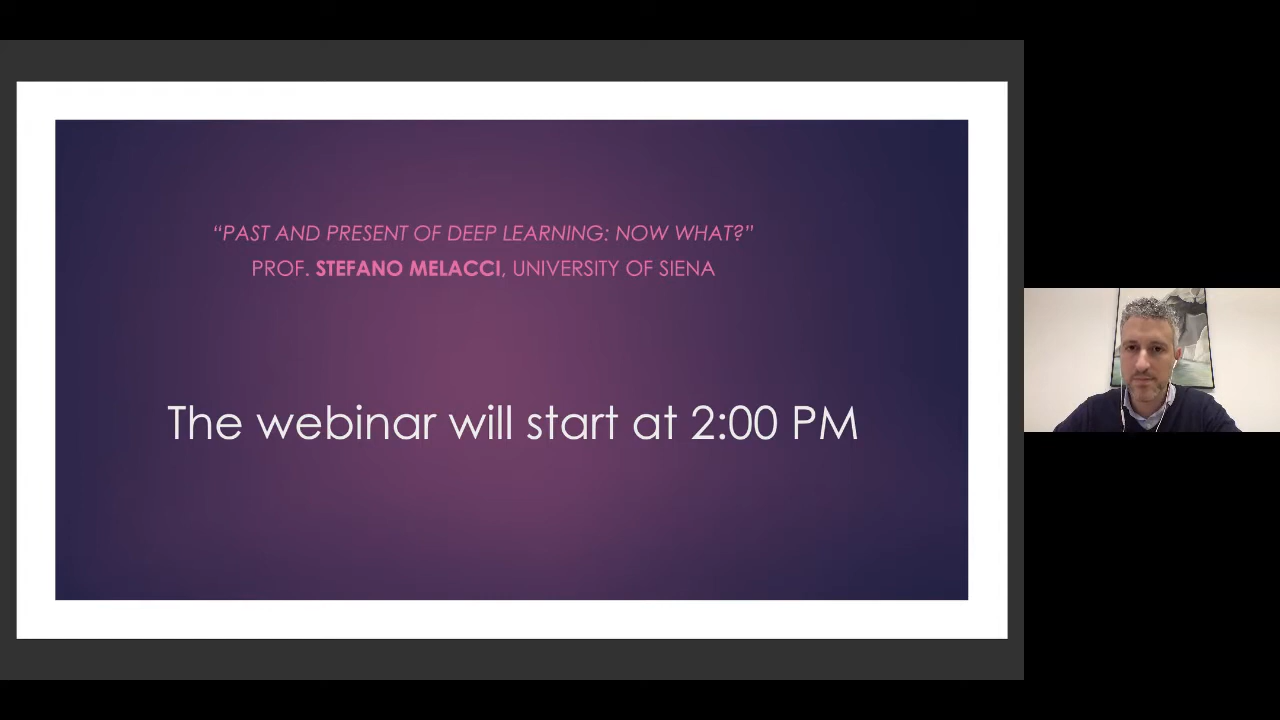 “PAST AND PRESENT OF DEEP LEARNING: NOW WHAT?”
PROF. STEFANO MELACCI, UNIVERSITY OF SIENA
The webinar will start at 2:00 PM